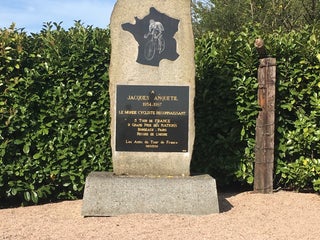 A
JACQUES ANQUETIL
1934-1987
LE MONDE CYCLISTE RECONNAISSANT
5 TOUR DE FRANCE
9 GRAND PRIX DES NATIONS
BORDEAUX - PARIS
RECORD DE L'HEURE
LES AMIS DU TOUR DE FRANCE